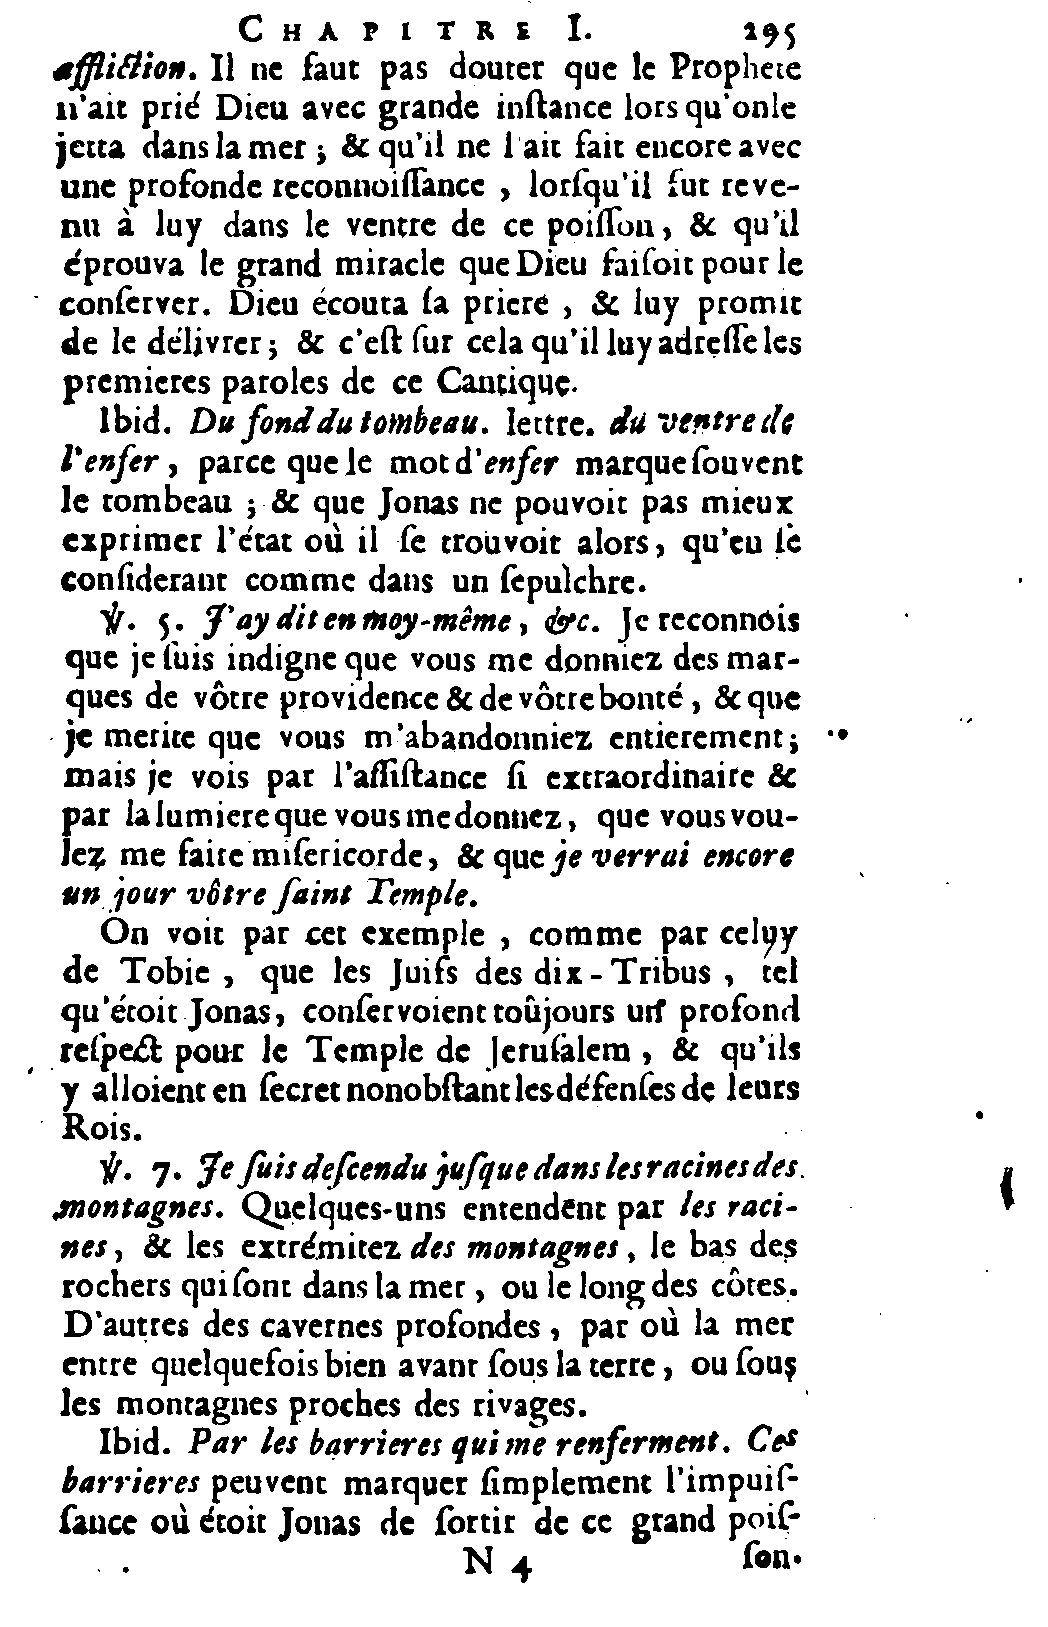 CHAPITRE I. 295
affliction. Il ne faut pas douter que le Prophete
n'ait prié Dieu avec grande inſtance lors qu'onle
jetta dans la mer ; & qu'il ne l'ait fait encore avec
une profonde reconnoiſſance , lorſqu'il fut reve-
nu à luy dans le ventre de ce poiſſon, & qu'il
éprouva le grand miracle que Dieu faiſoit pour le
conſerver. Dieu écouta ſa priere , & luy promit
de le délivrer ; & c'eſt ſur cela qu'il luy adreſſe les
premieres paroles de ce Cantique.
Ibid. Du fond du tombeau. lettre. du ventre de
l'enfer , parce que le mot d'enfer marque ſouvent
le tombeau ; & que Jonas ne pouvoit pas mieux
exprimer l'état où il ſe trouvoit alors, qu'en ſe
conſiderant comme dans un ſepulchre.
℣. 5. J'ay dit en moy-même, &c. Je reconnois
que je ſuis indigne que vous me donniez des mar-
ques de vôtre providence & de vôtre bonté , & que
je merite que vous m'abandonniez entierement ;
mais je vois par l'aſſiſtance ſi extraordinaire &
par la lumiere que vous me donnez, que vous vou-
lez me faire miſericorde, & que je verrai encore
un jour vôtre ſaint Temple.
On voit par cet exemple , comme par celuy
de Tobie , que les Juifs des dix-Tribus , tel
qu'étoit Jonas, conſervoient toûjours un profond
reſpect pour le Temple de Jeruſalem , & qu'ils
y alloient en ſecret nonobſtant les défenſes de leurs
Rois.
℣. 7. Je ſuis deſcendu juſque dans les racines des
montagnes. Quelques-uns entendent par les raci-
nes, & les extrémitez des montagnes, le bas des
rochers qui ſont dans la mer , ou le long des côtes.
D'autres des cavernes profondes , par où la mer
entre quelquefois bien avant ſous la terre, ou ſous
les montagnes proches des rivages.
Ibid. Par les barrieres qui me renferment. Ces
barrieres peuvent marquer ſimplement l'impuiſ-
ſance où étoit Jonas de ſortir de ce grand poiſ-
N 4 ſon.